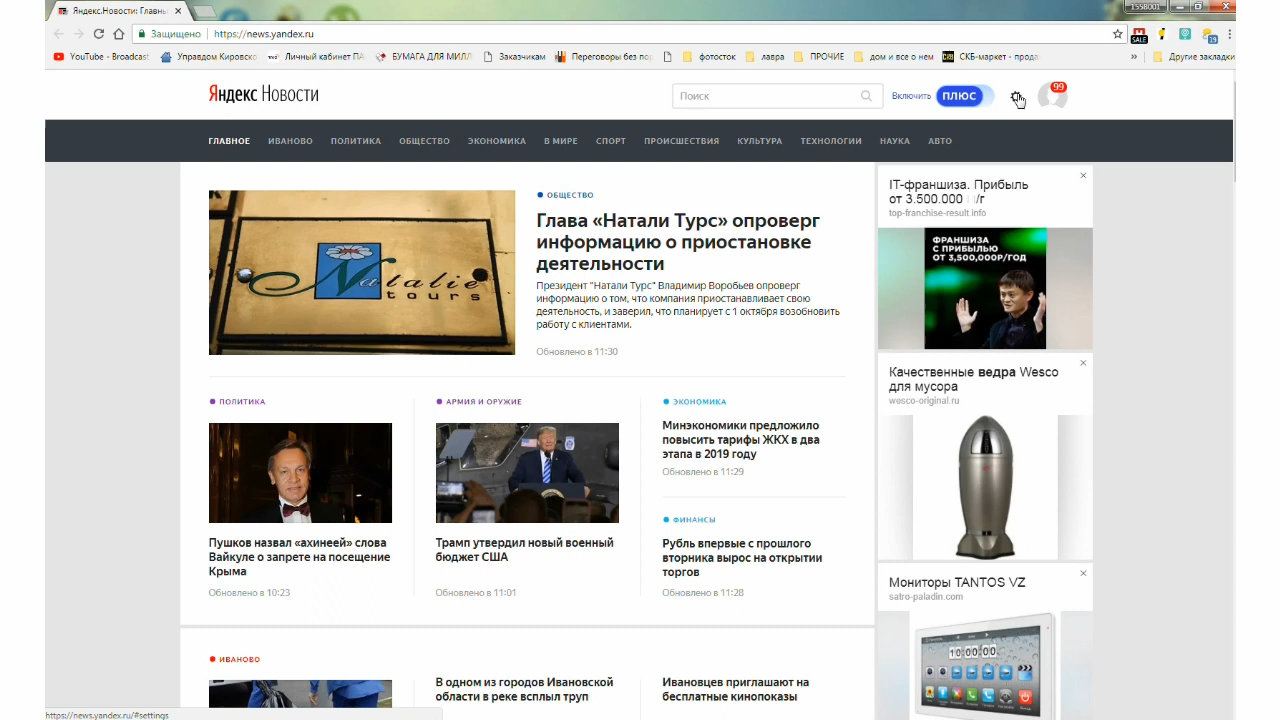 Яндекс.Новости: Главны
1558001
Защищено
https://news.yandex.ru
SALE
19
YouTube - Broadcast
Управдом Кировско
Личный кабинет ПА
БУМАГА ДЛЯ МИЛЛ
Заказчикам
Переговоры без пор
фотосток
лавра
ПРОЧИЕ
дом и все о нем
СКБ-маркет - прода
»
Другие закладки
Яндекс Новости
Поиск
Включить
ПЛЮС
99
ГЛАВНОЕ ИВАНОВО ПОЛИТИКА ОБЩЕСТВО ЭКОНОМИКА В МИРЕ СПОРТ ПРОИСШЕСТВИЯ КУЛЬТУРА ТЕХНОЛОГИИ НАУКА АВТО
Natalie
tours
ОБЩЕСТВО
Глава «Натали Турс» опроверг
информацию о приостановке
деятельности
Президент "Натали Турс" Владимир Воробьев опроверг
информацию о том, что компания приостанавливает свою
деятельность, и заверил, что планирует с 1 октября возобновить
работу с клиентами.
Обновлено в 11:30
ПОЛИТИКА
Пушков назвал «ахинеей» слова
Вайкуле о запрете на посещение
Крыма
Обновлено в 10:23
АРМИЯ И ОРУЖИЕ
Трамп утвердил новый военный
бюджет США
Обновлено в 11:01
ЭКОНОМИКА
Минэкономики предложило
повысить тарифы ЖКХ в два
этапа в 2019 году
Обновлено в 11:29
ФИНАНСЫ
Рубль впервые с прошлого
вторника вырос на открытии
торгов
Обновлено в 11:28
ИВАНОВО
В одном из городов Ивановской
области в реке всплыл труп
Ивановцев приглашают на
бесплатные кинопоказы
IT-франшиза. Прибыль
от 3.500.000 /г
top-franchise-result.info
ФРАНШИЗА
С ПРИБЫЛЬЮ
ОТ 3,500,000Р/ГОД
Качественные ведра Wesco
для мусора
wesco-original.ru
Мониторы TANTOS VZ
satro-paladin.com
10:00:00
https://news.yandex.ru/#settings